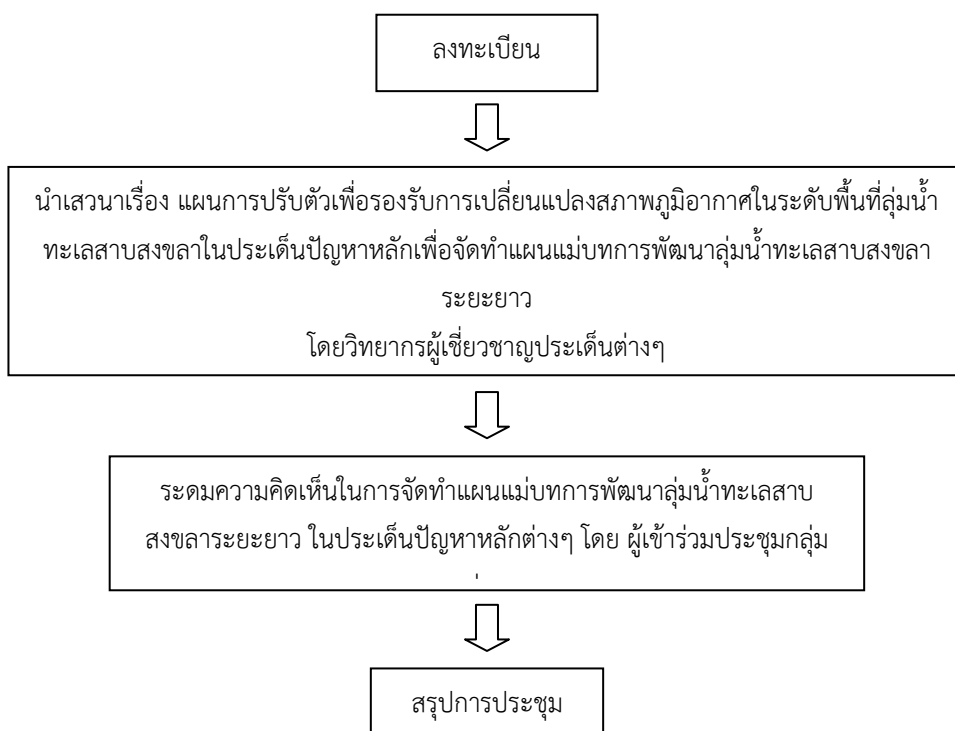 ลงทะเบียน
นำเสวนาเรื่อง แผนการปรับตัวเพื่อรองรับการเปลี่ยนแปลงสภาพภูมิอากาศในระดับพื้นที่ลุ่มน้ำ
ทะเลสาบสงขลาในประเด็นปัญหาหลักเพื่อจัดทำแผนแม่บทการพัฒนาลุ่มน้ำทะเลสาบสงขลา
ระยะยาว
โดยวิทยากรผู้เชี่ยวชาญประเด็นต่างๆ
ระดมความคิดเห็นในการจัดทำแผนแม่บทการพัฒนาลุ่มน้ำทะเลสาบ
สงขลาระยะยาว ในประเด็นปัญหาหลักต่างๆ โดย ผู้เข้าร่วมประชุมกลุ่ม
สรุปการประชุม